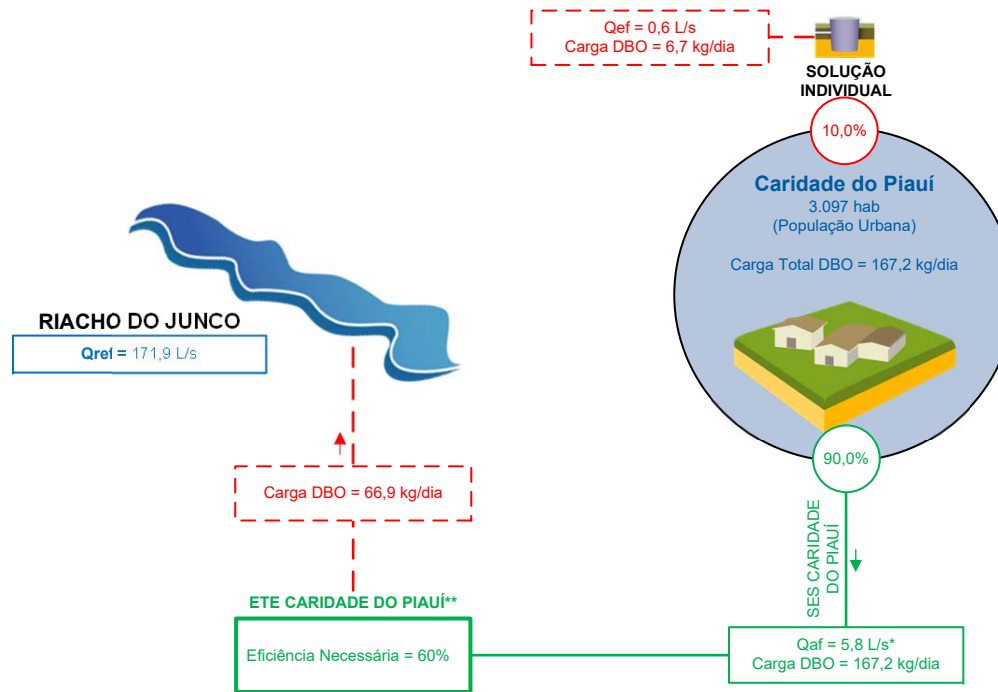 Qef = 0,6 L/s
Carga DBO = 6,7 kg/dia
SOLUÇÃO
INDIVIDUAL
10,0%
Caridade do Piauí
3.097 hab
(População Urbana)
Carga Total DBO = 167,2 kg/dia
RIACHO DO JUNCO
Qref = 171,9 L/s
90,0%
Carga DBO = 66,9 kg/dia
SES CARIDADE
DO PIAUÍ
ETE CARIDADE DO PIAUÍ**
Eficiência Necessária = 60%
Qaf = 5,8 L/s*
Carga DBO = 167,2 kg/dia